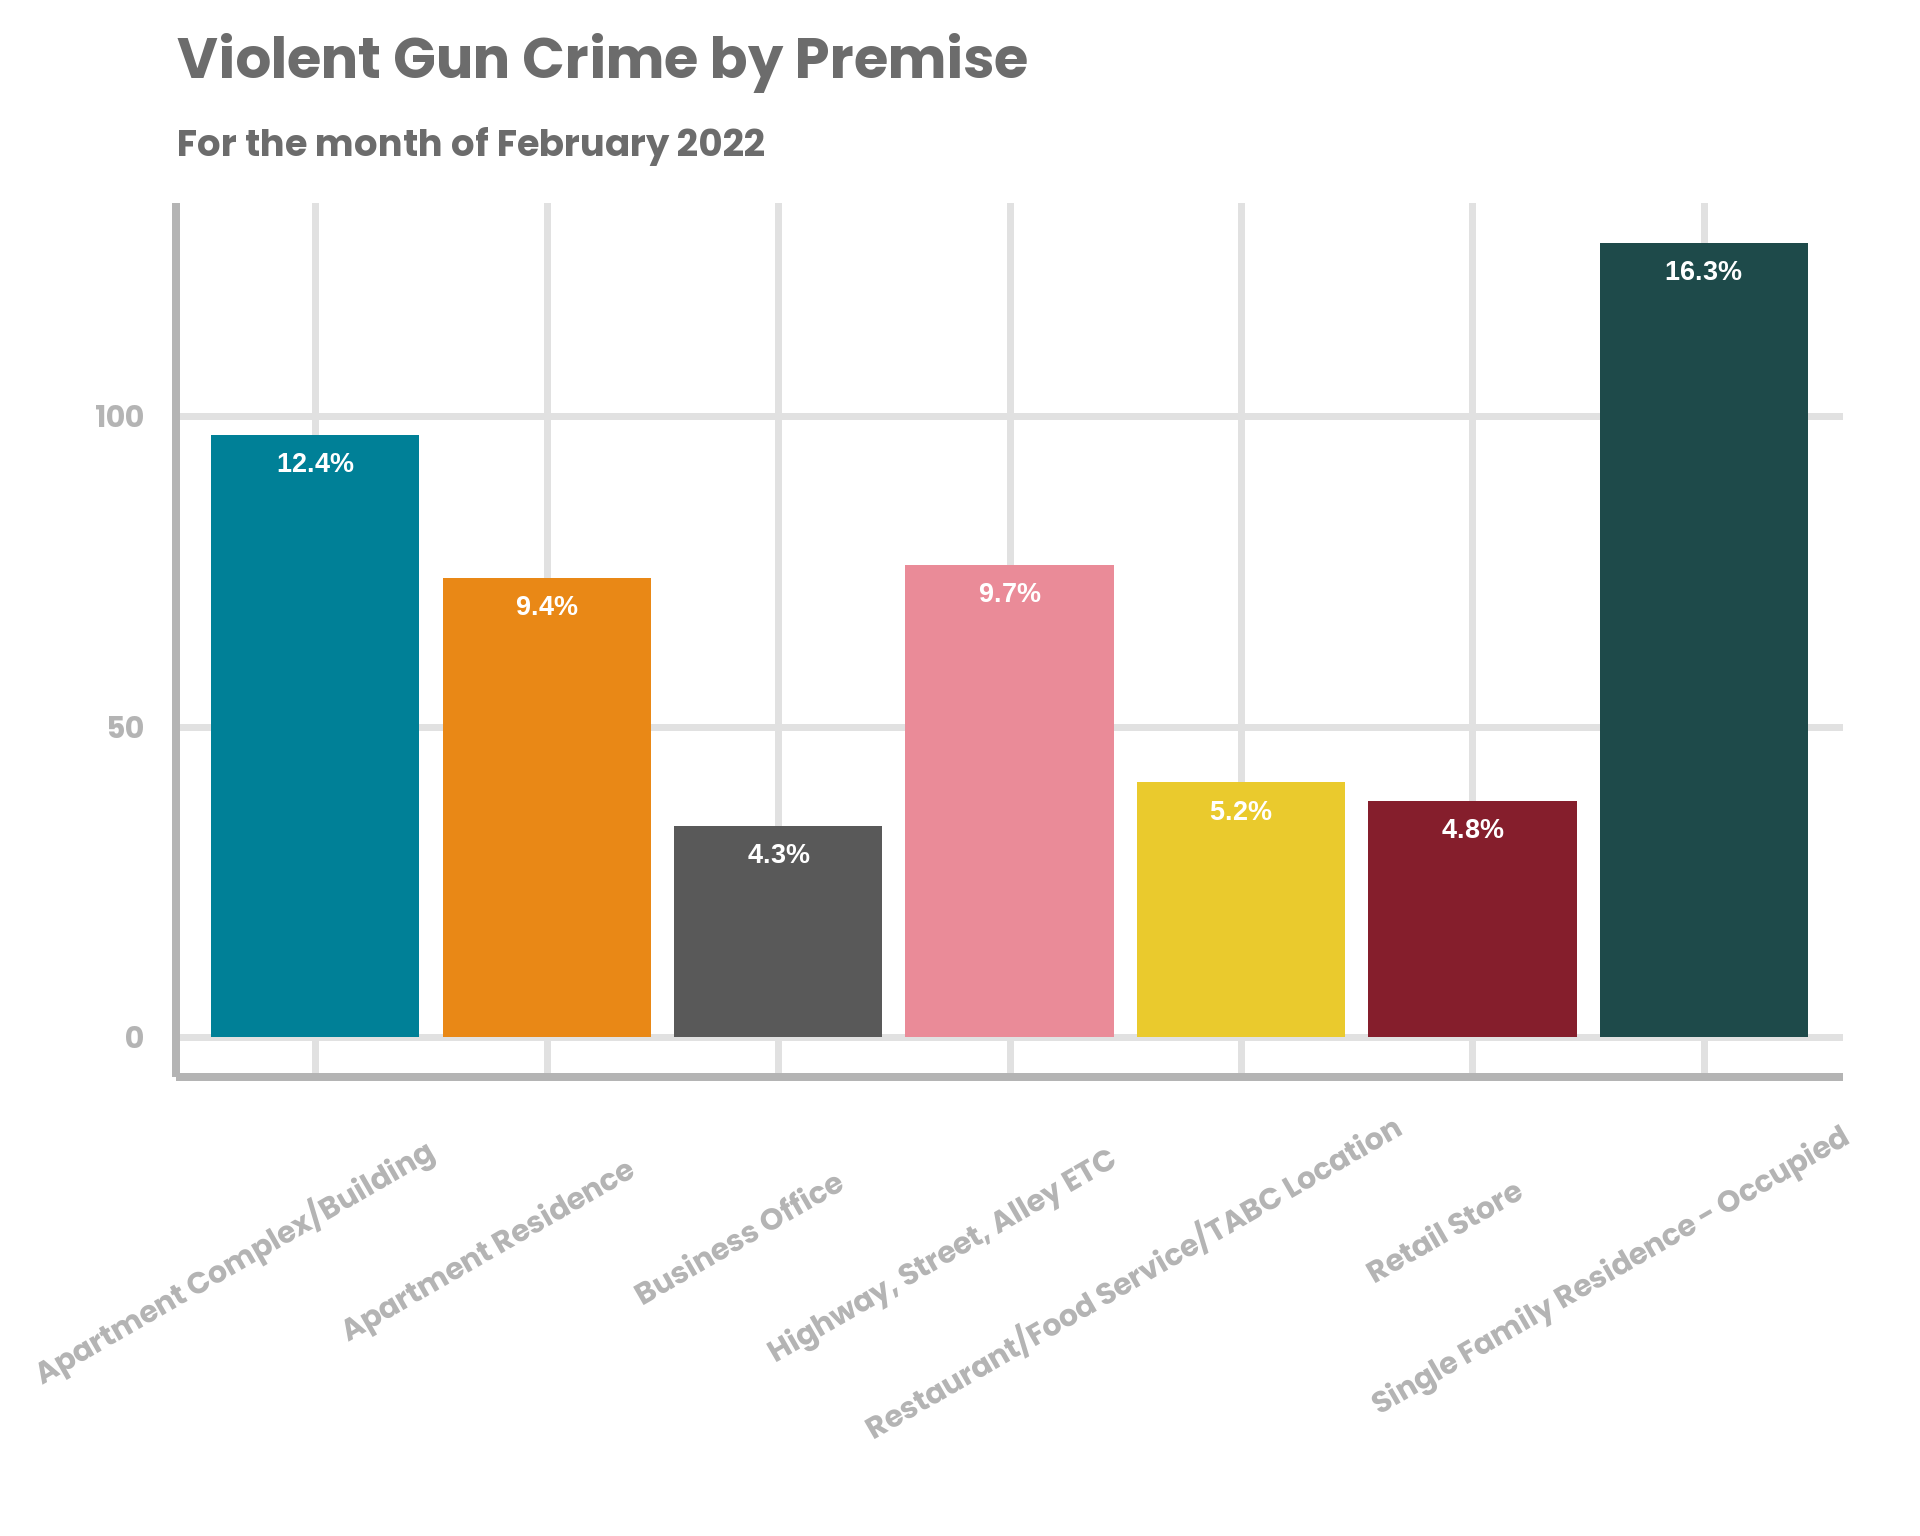 Violent Gun Crime by Premise
For the month of February 2022
100
50
0
12.4%
9.4%
4.3%
9.7%
5.2%
4.8%
16.3%
Apartment Complex/Building
Apartment Residence
Business Office
Highway, Street, Alley ETC
Restaurant/Food Service/TABC Location
Retail Store
Single Family Residence - Occupied